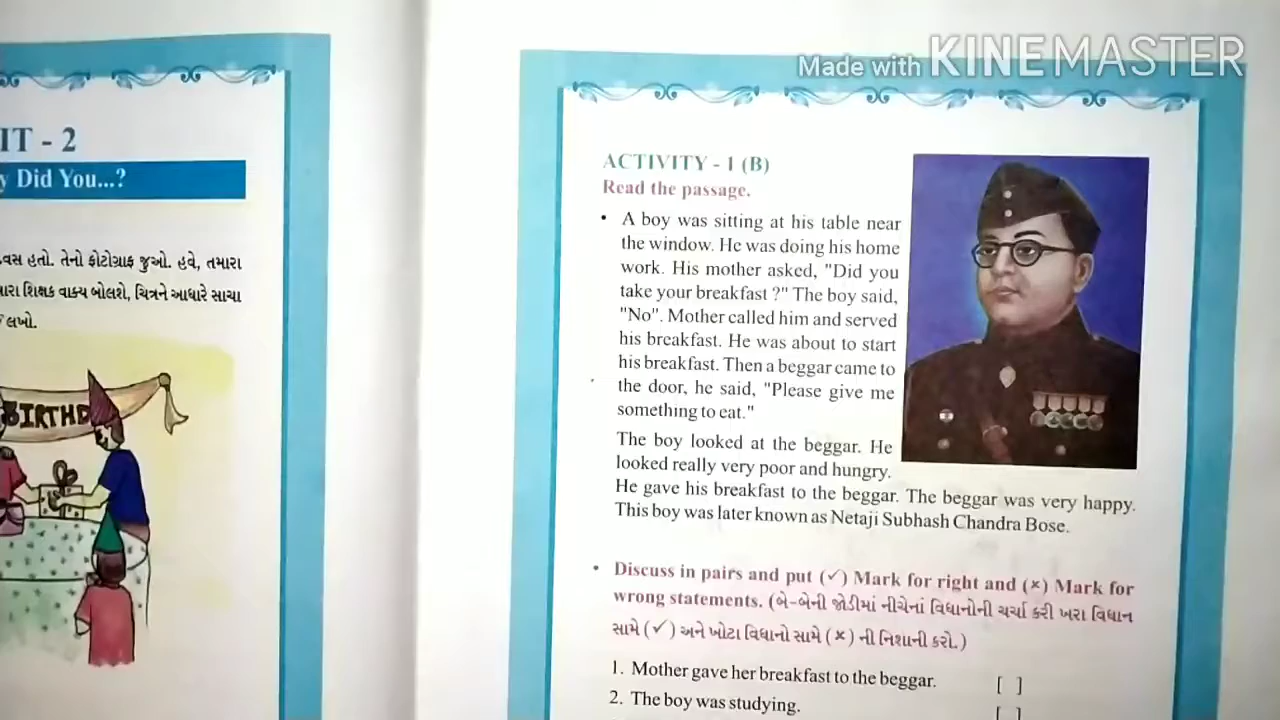 Made with KINEMASTER
IT - 2
y Did You...?
વસ હતો. તેનો ફોટોગ્રાફ જુઓ. હવે, તમારા
મારા શિક્ષક વાક્ય બોલશે, ચિત્રને આધારે સાચા
લખો.
BIRTHD
ACTIVITY - 1 (B)
Read the passage.
• A boy was sitting at his table near
the window. He was doing his home
work. His mother asked, "Did you
take your breakfast ?" The boy said,
"No". Mother called him and served
his breakfast. He was about to start
his breakfast. Then a beggar came to
the door, he said, "Please give me
something to eat."
The boy looked at the beggar. He
looked really very poor and hungry.
He gave his breakfast to the beggar. The beggar was very happy.
This boy was later known as Netaji Subhash Chandra Bose.
• Discuss in pairs and put (✓) Mark for right and (×) Mark for
wrong statements. (બે-બેની જોડીમાં નીચેનાં વિધાનોની ચર્ચા કરી ખરા વિધાન
સામે (✓) અને ખોટા વિધાનો સામે (×) ની નિશાની કરો.)
1. Mother gave her breakfast to the beggar. [ ]
2. The boy was studying. [ ]